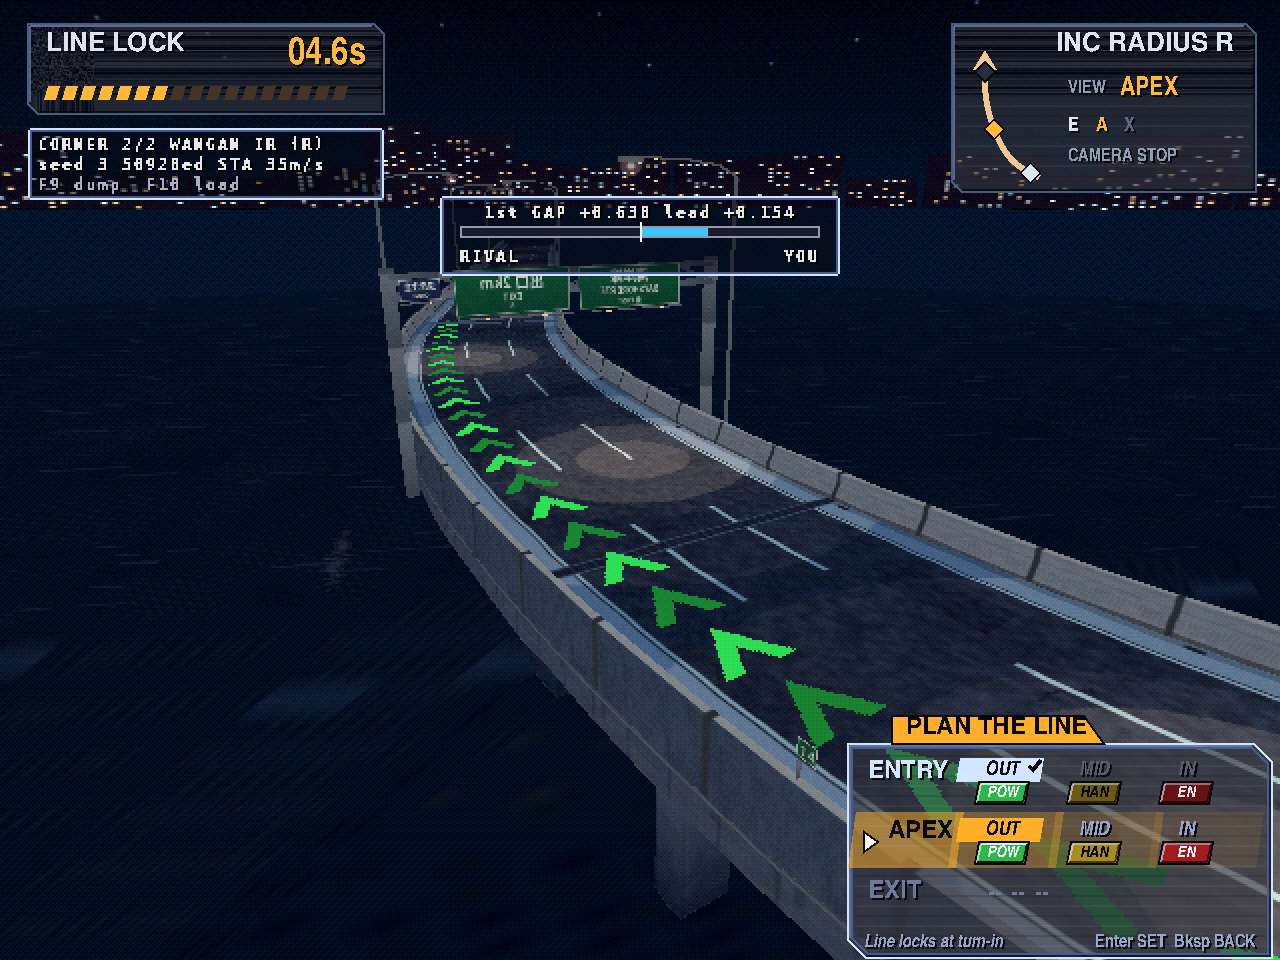 LINE LOCK
04.6s
CORNER 2/2 WANGAN IR (R)
seed 3 50920ed STA 35m/s
F9 dump F10 load
INC RADIUS R
VIEW APEX
E A X
CAMERA STOP
1st GAP +0.630 lead +0.154
RIVAL YOU
PLAN THE LINE
ENTRY OUT MID IN
POW HAN EN
APEX OUT MID IN
POW HAN EN
EXIT -- -- --
Line locks at turn-in Enter SET Bksp BACK